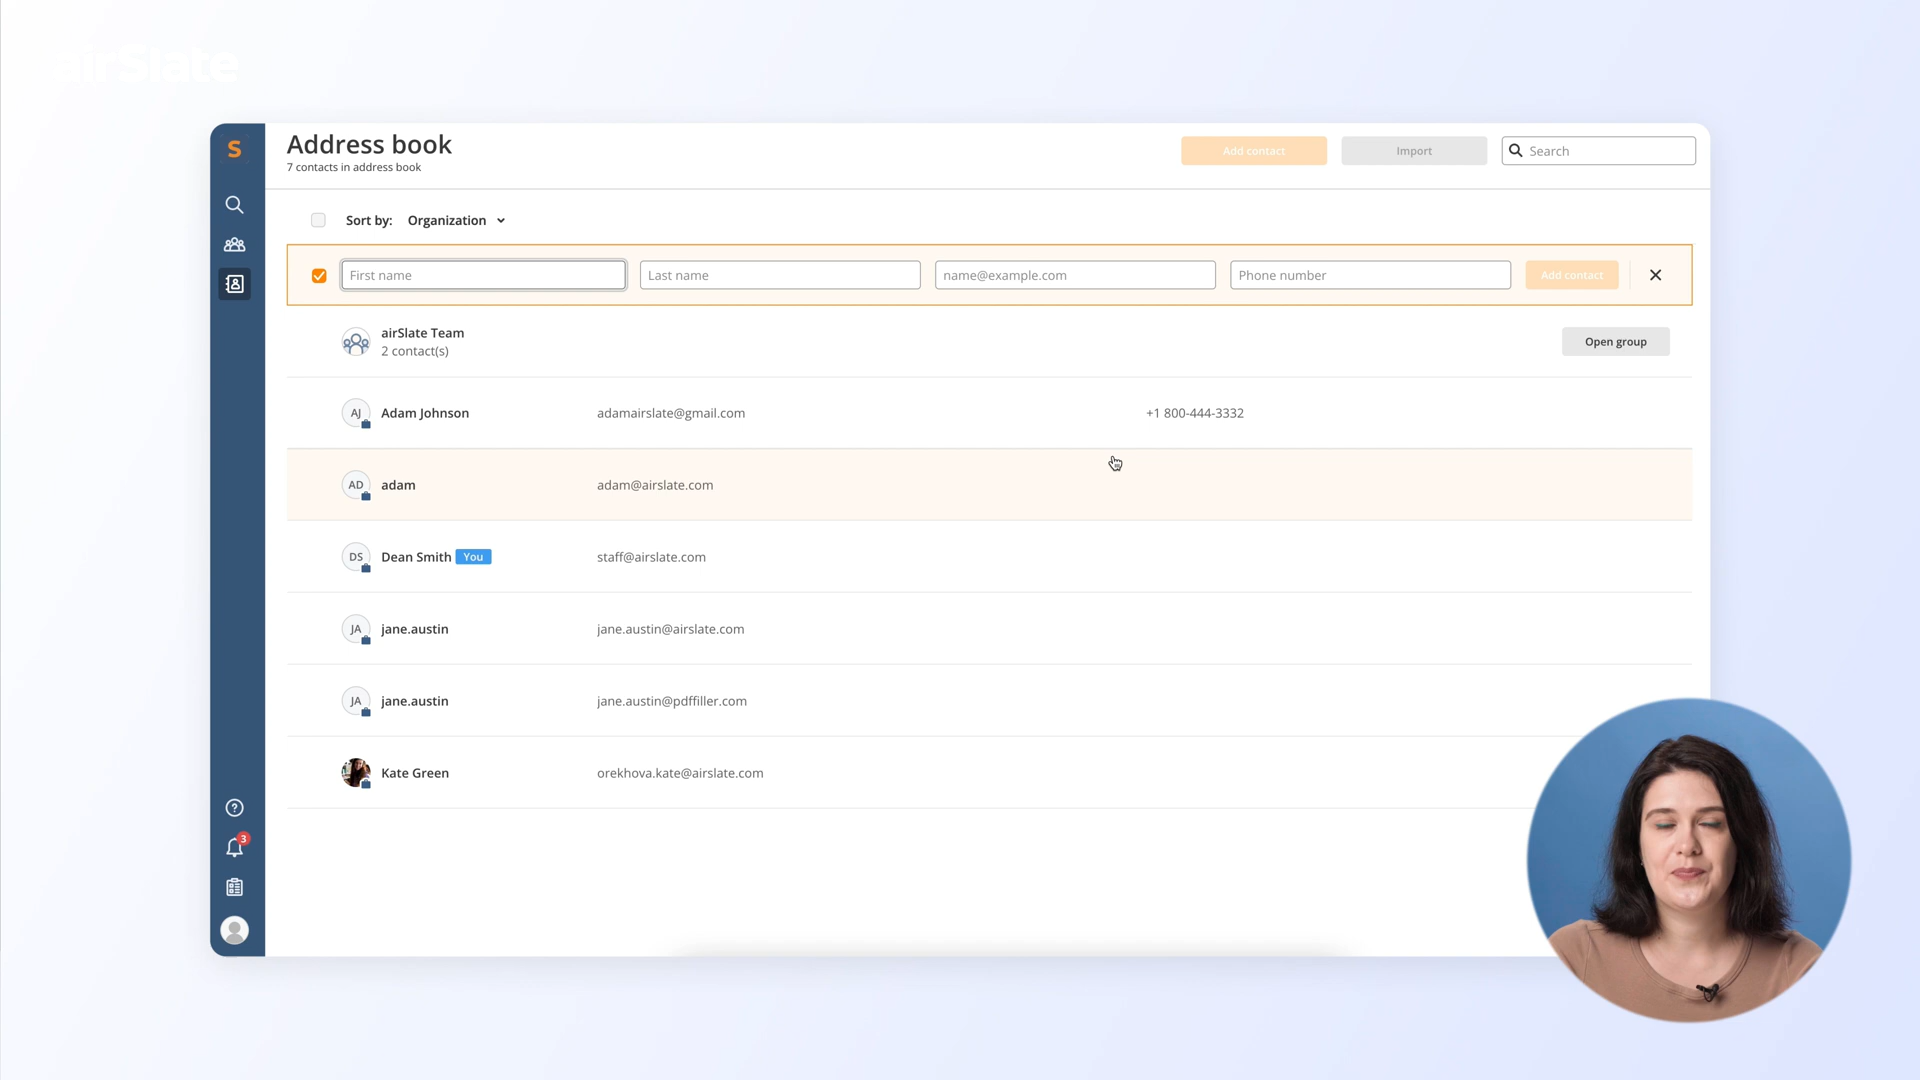 airSlate
Address book
7 contacts in address book
Add contact
Import
Search
Sort by: Organization
First name
Last name
name@example.com
Phone number
Add contact
airSlate Team
2 contact(s)
Open group
AJ Adam Johnson adamairslate@gmail.com +1 800-444-3332
AD adam adam@airslate.com
DS Dean Smith You staff@airslate.com
JA jane.austin jane.austin@airslate.com
JA jane.austin jane.austin@pdffiller.com
Kate Green orekhova.kate@airslate.com
3